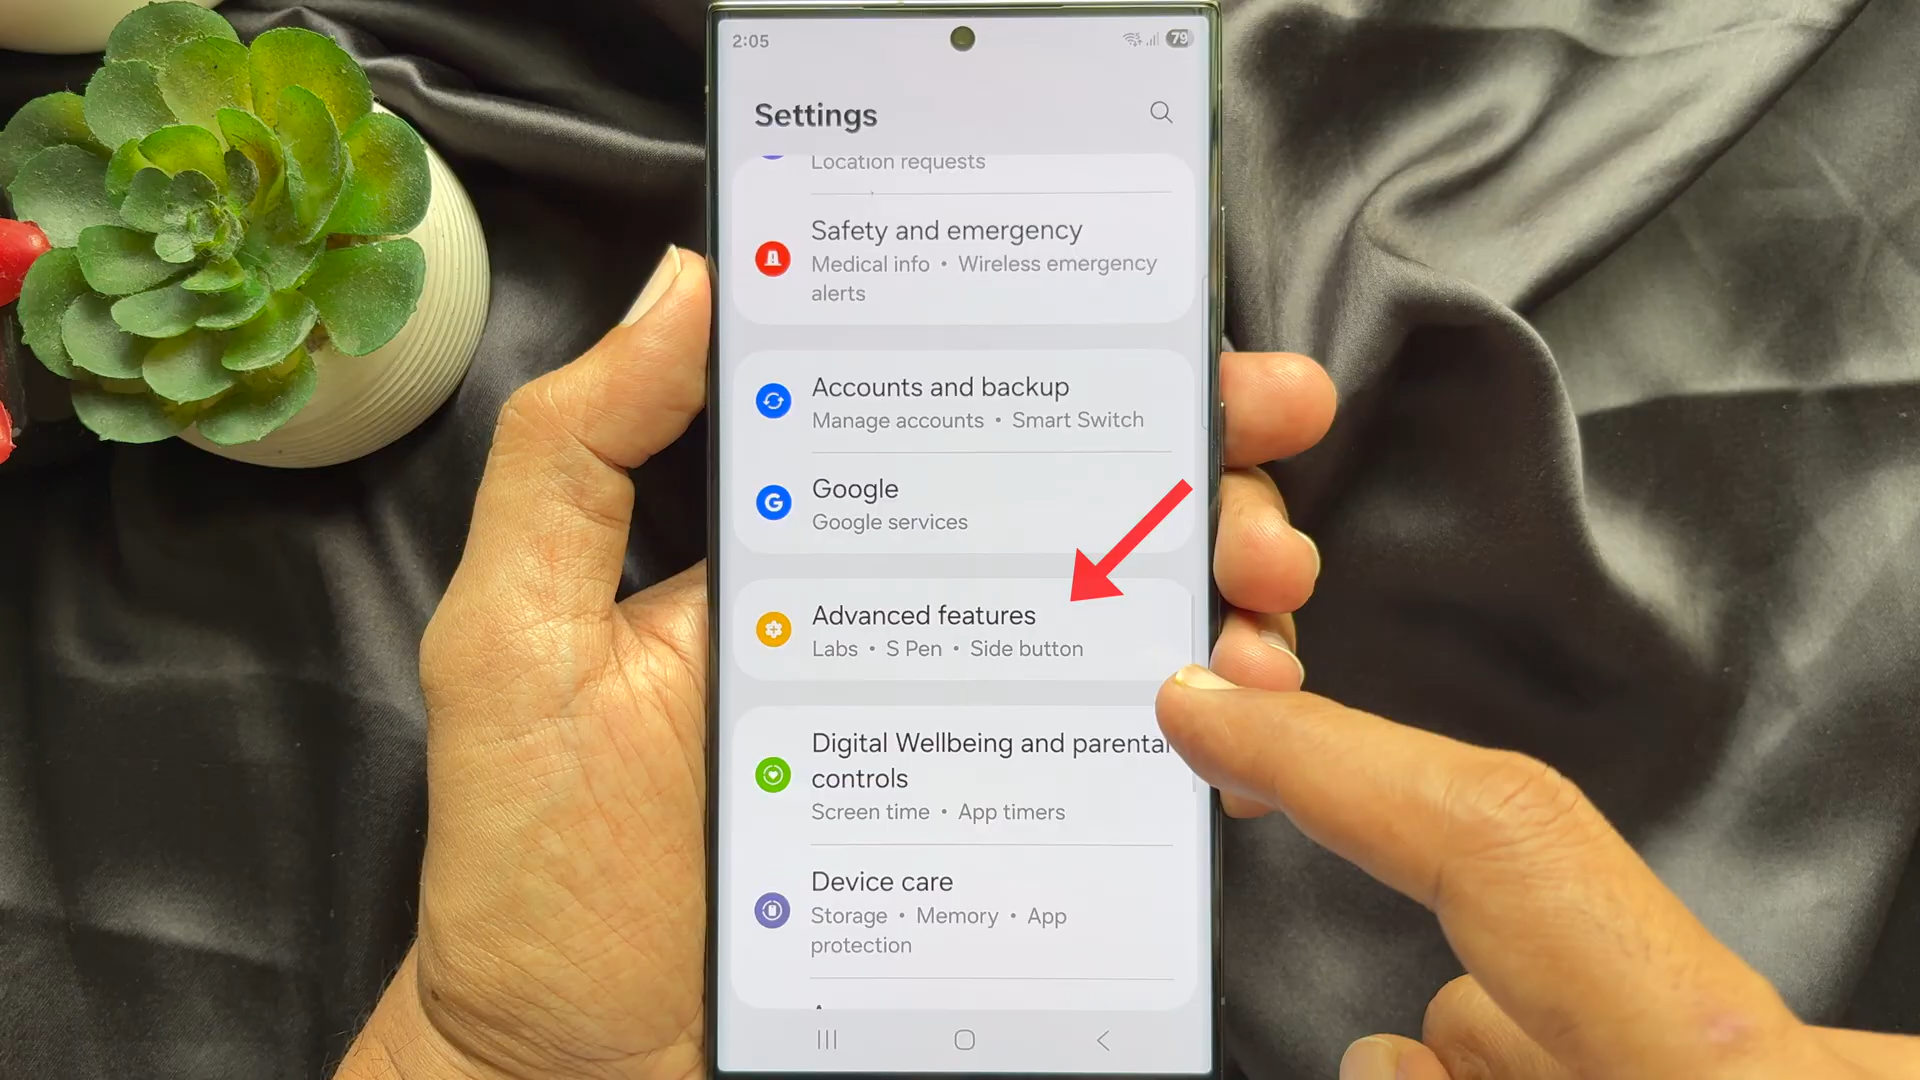 2:05
79
Settings
Location requests
Safety and emergency
Medical info • Wireless emergency
alerts
Accounts and backup
Manage accounts • Smart Switch
G
Google
Google services
Advanced features
Labs • S Pen • Side button
Digital Wellbeing and parental
controls
Screen time • App timers
Device care
Storage • Memory • App
protection